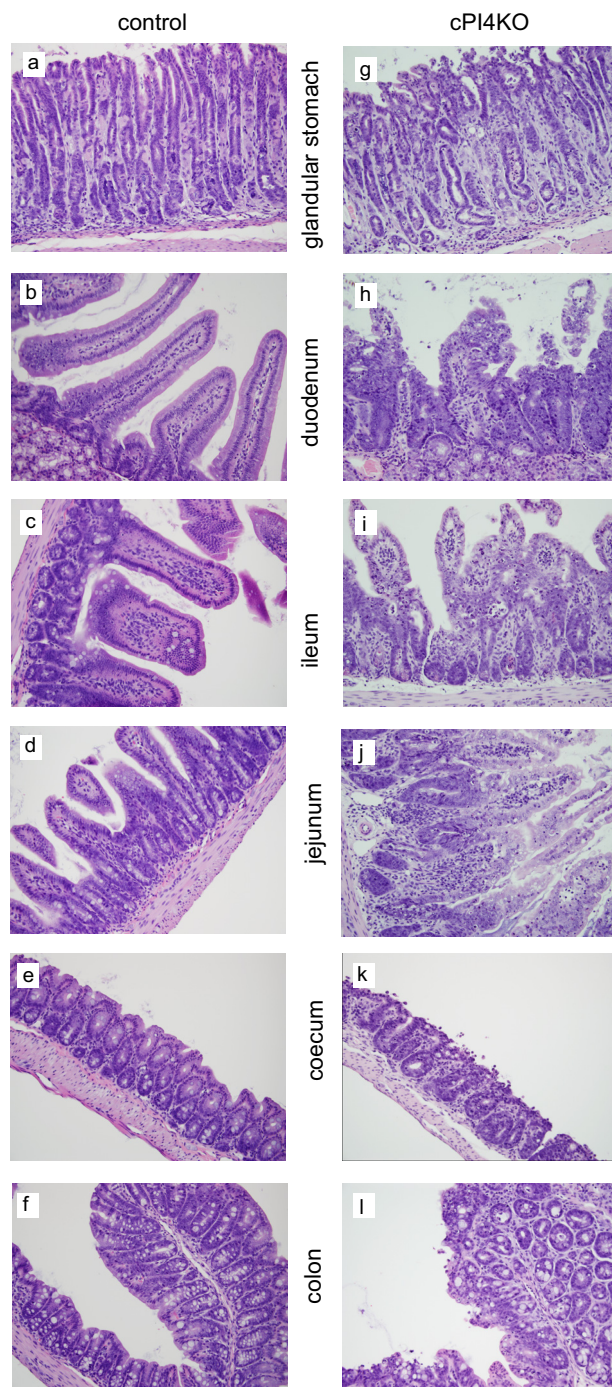 control
cPI4KO
a
glandular stomach
g
b
duodenum
h
c
ileum
i
d
jejunum
j
e
coecum
k
f
colon
l